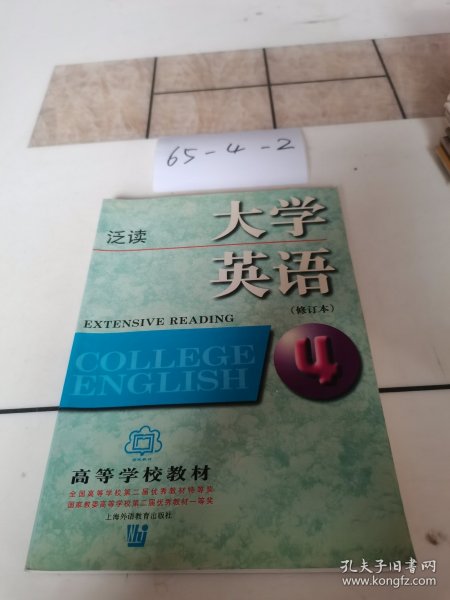 65-4-2
泛读
大学
英语
(修订本)
EXTENSIVE READING
COLLEGE
ENGLISH
4
高等学校教材
全国高等学校第二届优秀教材特等奖
国家教委高等学校第二届优秀教材一等奖
上海外语教育出版社
孔夫子旧书网
www.kongfz.com